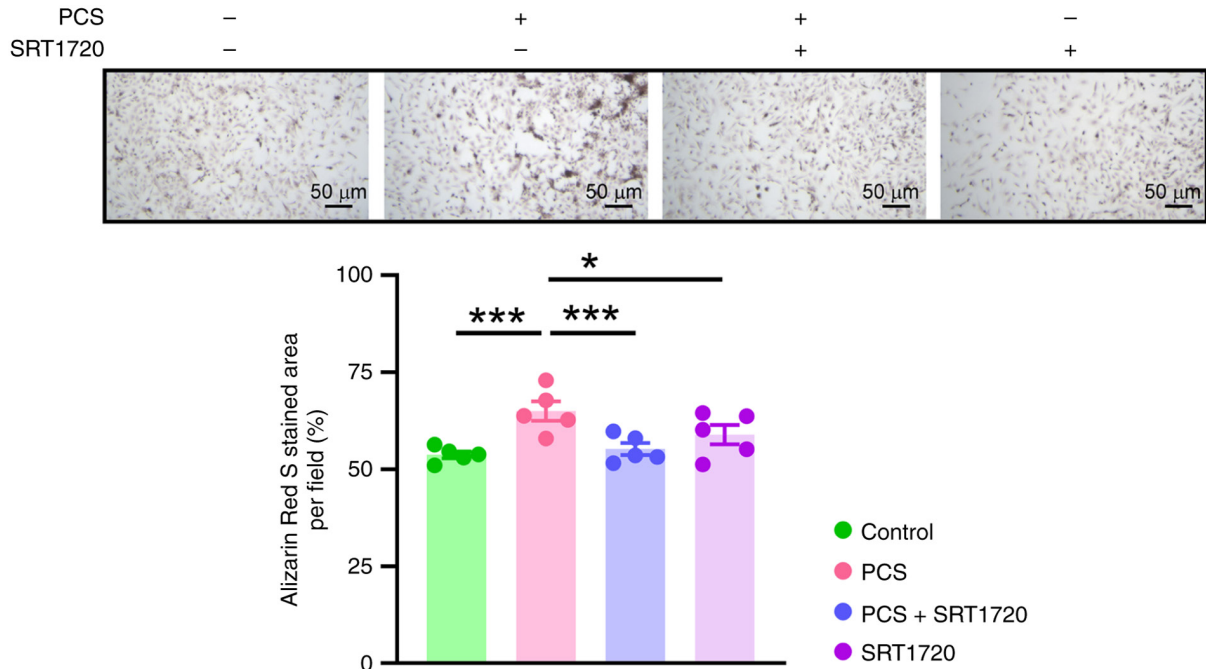 PCS – + + –
SRT1720 – – + +
50 μm 50 μm 50 μm 50 μm
*
*** ***
100
75
50
25
0
Alizarin Red S stained area
per field (%)
Control
PCS
PCS + SRT1720
SRT1720